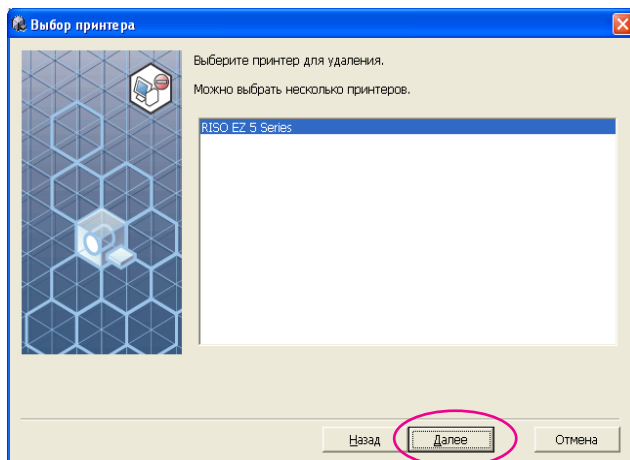 Выбор принтера
Выберите принтер для удаления.
Можно выбрать несколько принтеров.
RISO EZ 5 Series
Назад
Далее
Отмена